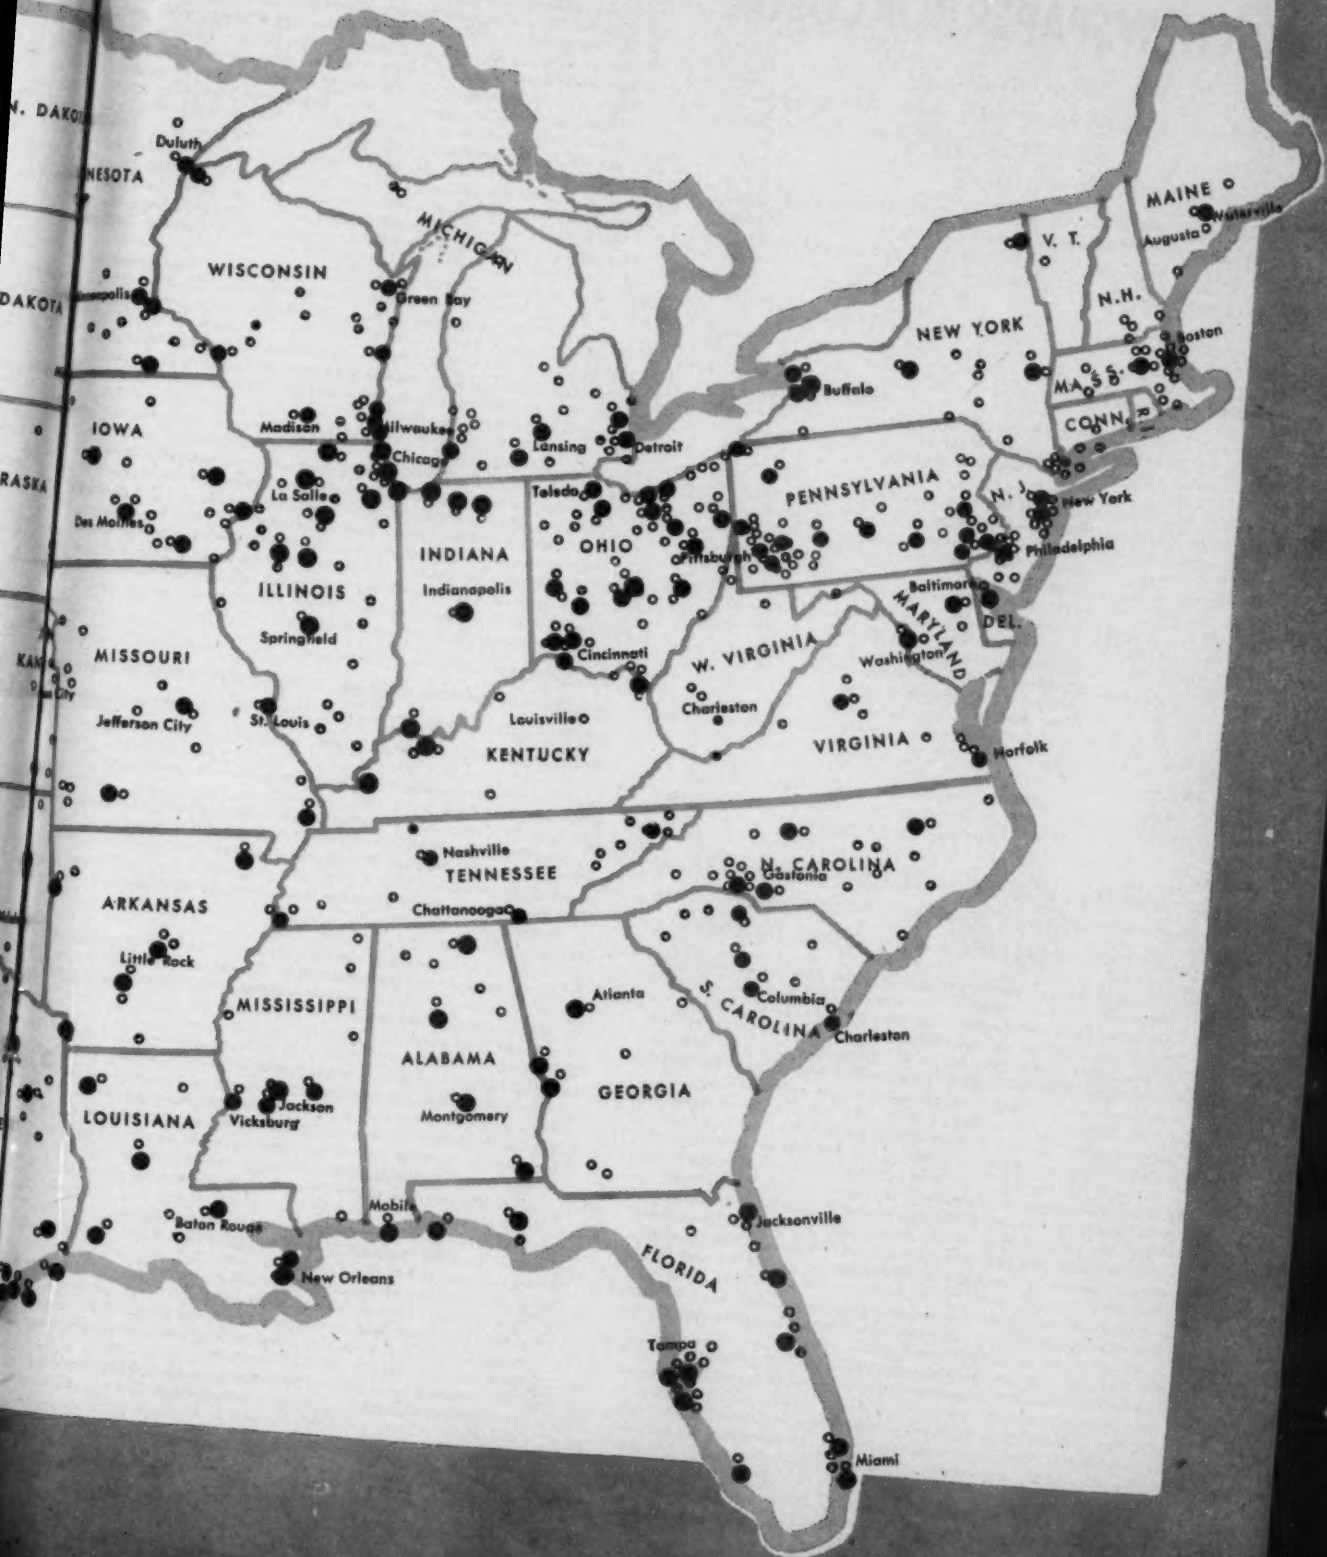 N. DAKO
Duluth
NESOTA
MICHIGAN
MAINE
Waterville
Augusta
V. T.
WISCONSIN
DAKOTA
Green Bay
N.H.
NEW YORK
Boston
MASS.
Buffalo
CONN.
R.I.
IOWA
Madison
Milwaukee
Lansing
Detroit
Chicago
RASKA
La Salle
Toledo
PENNSYLVANIA
N. J.
New York
Des Moines
INDIANA
OHIO
Pittsburgh
Philadelphia
ILLINOIS
Indianapolis
Baltimore
MARYLAND
DEL.
Springfield
MISSOURI
Cincinnati
W. VIRGINIA
Washington
KAN
City
Jefferson City
St. Louis
Louisville
Charleston
KENTUCKY
VIRGINIA
Norfolk
Nashville
TENNESSEE
N. CAROLINA
Gastonia
ARKANSAS
Chattanooga
Little Rock
MISSISSIPPI
Atlanta
S. CAROLINA
Columbia
Charleston
ALABAMA
GEORGIA
LOUISIANA
Vicksburg
Jackson
Montgomery
Baton Rouge
Mobile
Jacksonville
New Orleans
FLORIDA
Tampa
Miami